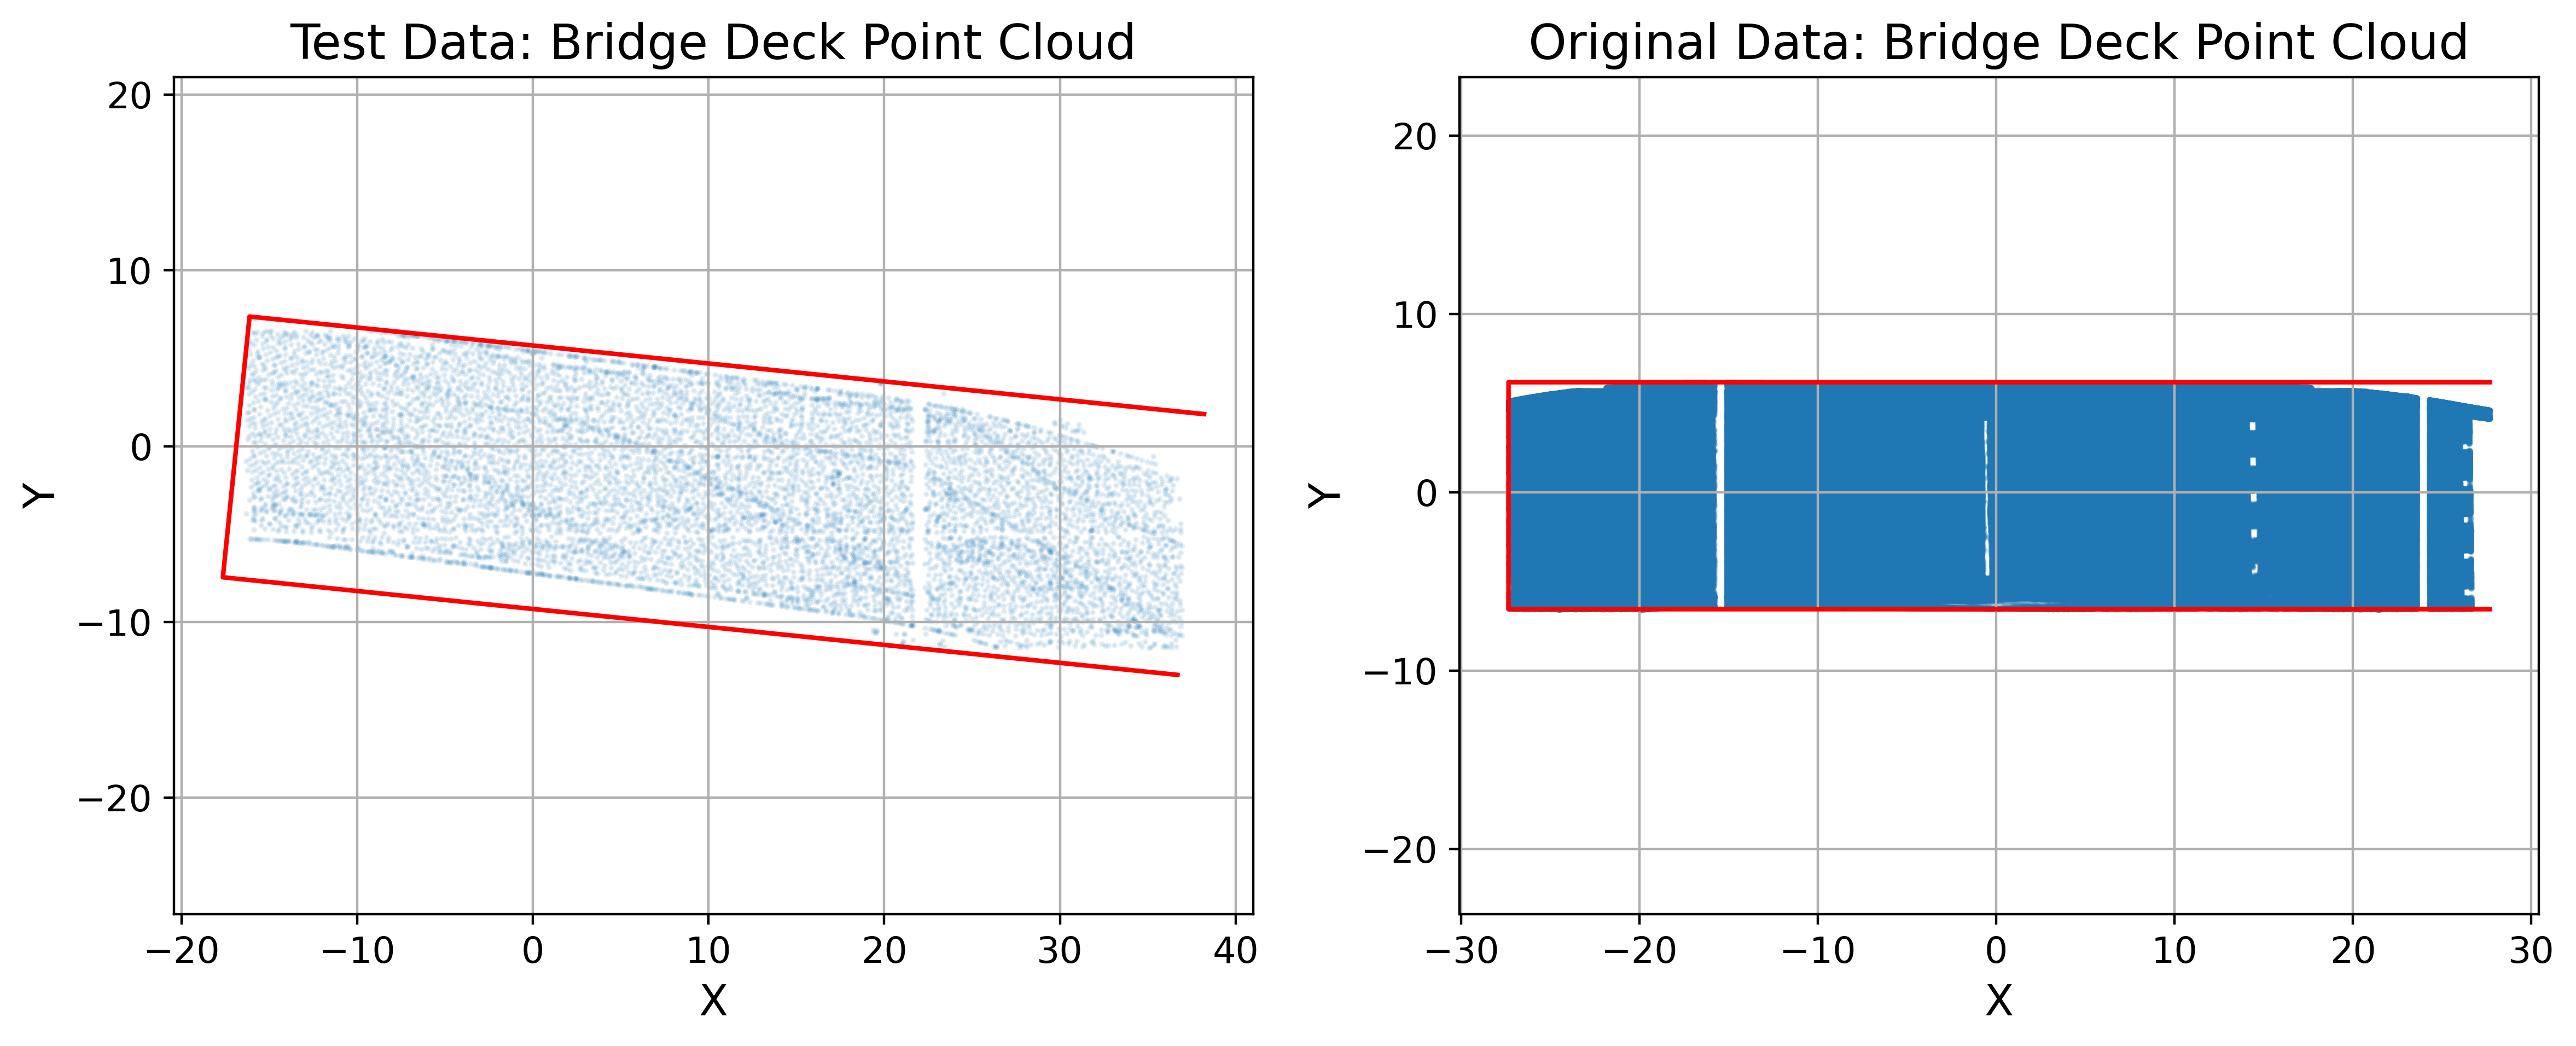 Test Data: Bridge Deck Point Cloud
20
10
0
−10
−20
Y
−20 −10 0 10 20 30 40
X
Original Data: Bridge Deck Point Cloud
20
10
0
−10
−20
Y
−30 −20 −10 0 10 20 30
X